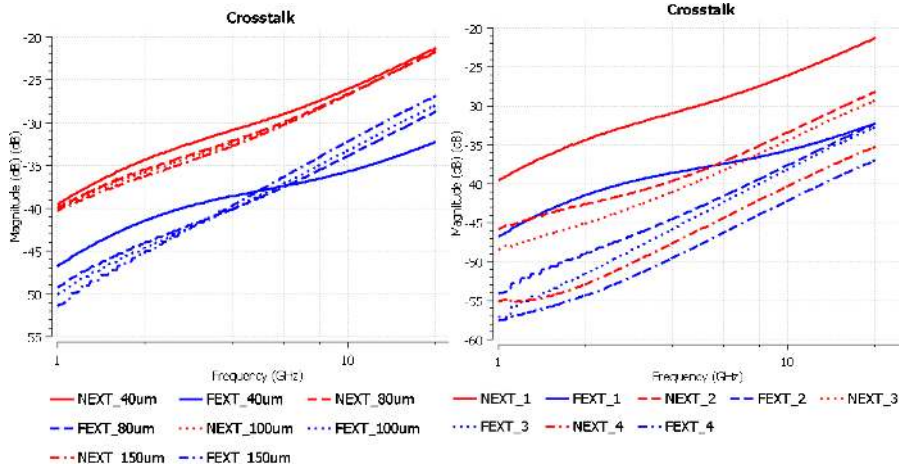 Crosstalk
-20
-25
-30
-35
-40
-45
-50
55
Magnitude (dB) (dB)
1
10
Frequency (GHz)
NEXT_40um FEXT_40um NEXT_80um
FEXT_80um NEXT_100um FEXT_100um
NEXT_150um FEXT_150um
Crosstalk
-20
-25
-30
-35
-40
-45
-50
-55
-60
Magnitude (dB) (dB)
1
10
Frequency (GHz)
NEXT_1 FEXT_1 NEXT_2 FEXT_2 NEXT_3
FEXT_3 NEXT_4 FEXT_4